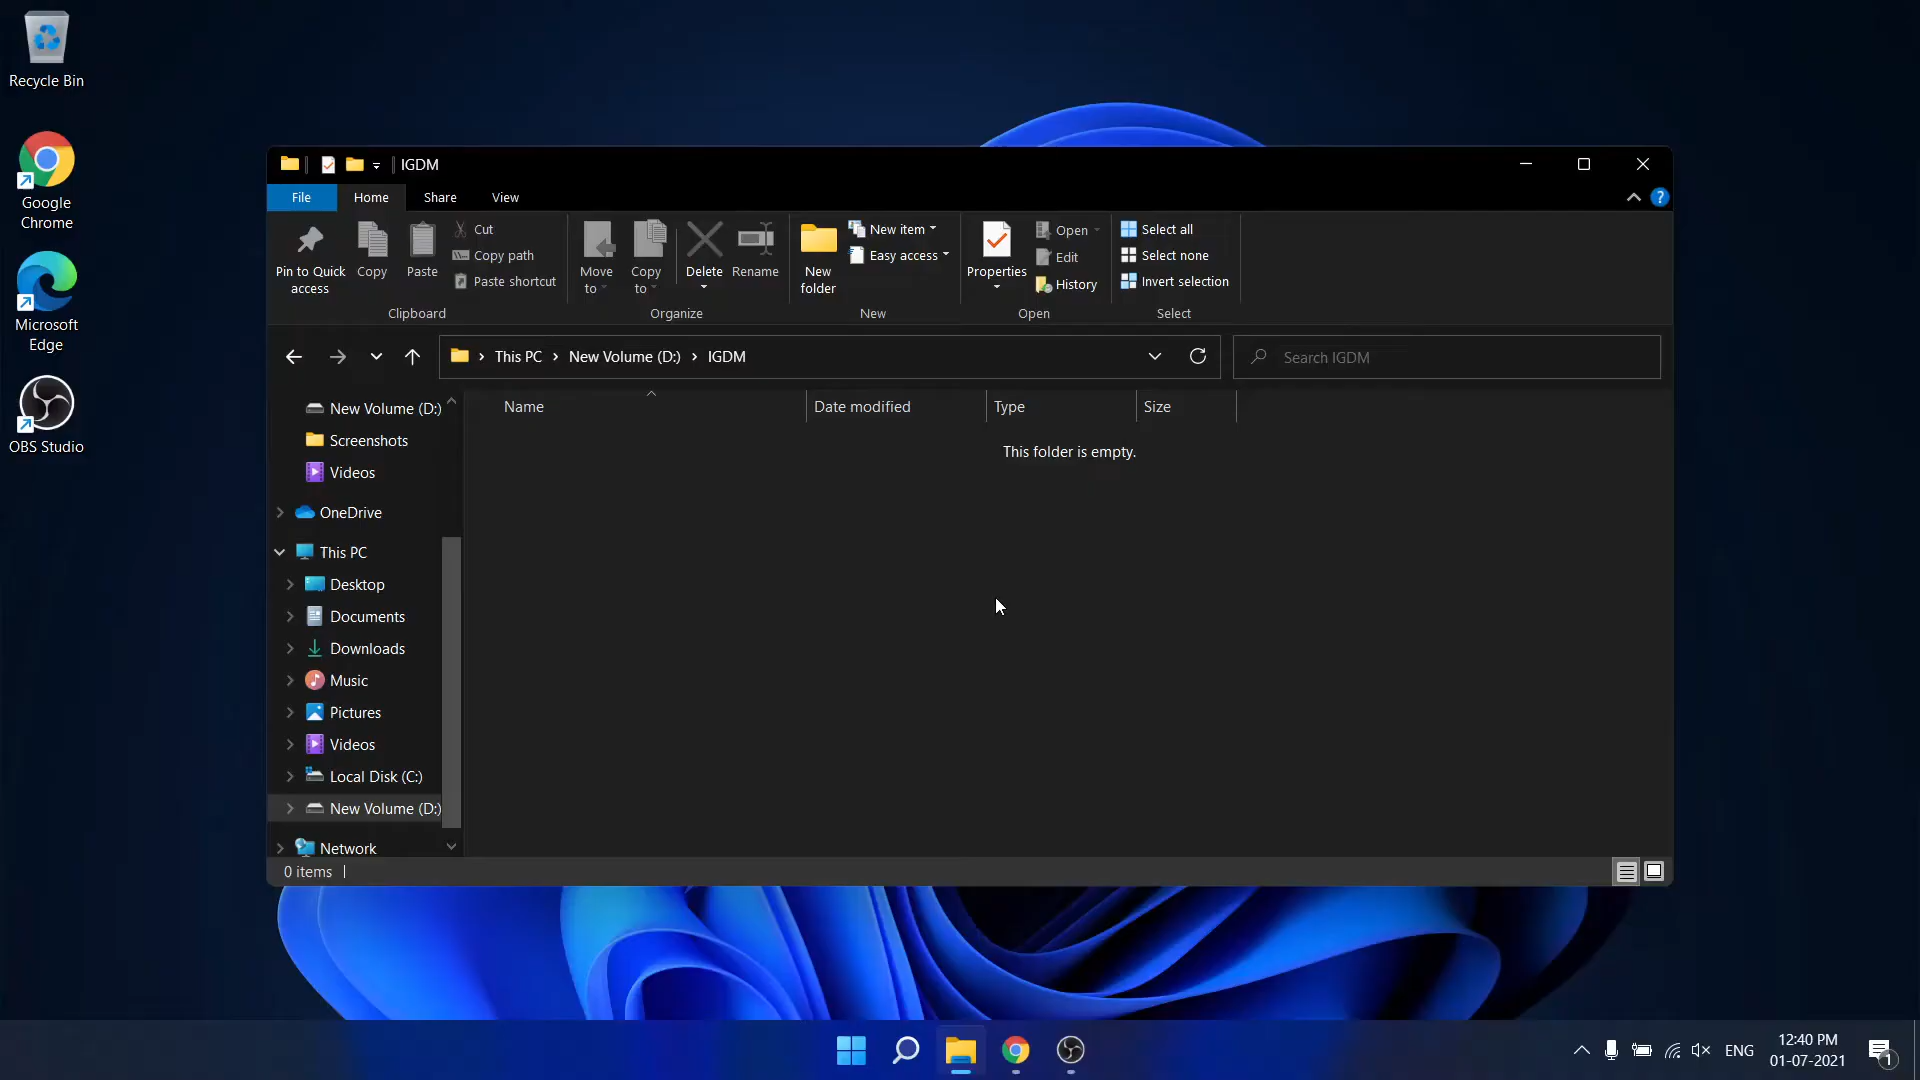 Recycle Bin
Google
Chrome
Microsoft
Edge
OBS Studio
IGDM
File Home Share View
?
Pin to Quick
access
Copy
Paste
Cut
Copy path
Paste shortcut
Clipboard
Move
to
Copy
to
Delete
Rename
Organize
New
folder
New item
Easy access
New
Properties
Open
Edit
History
Open
Select all
Select none
Invert selection
Select
This PC › New Volume (D:) › IGDM
Search IGDM
Name Date modified Type Size
This folder is empty.
New Volume (D:)
Screenshots
Videos
OneDrive
This PC
Desktop
Documents
Downloads
Music
Pictures
Videos
Local Disk (C:)
New Volume (D:)
Network
0 items
ENG
12:40 PM
01-07-2021
1